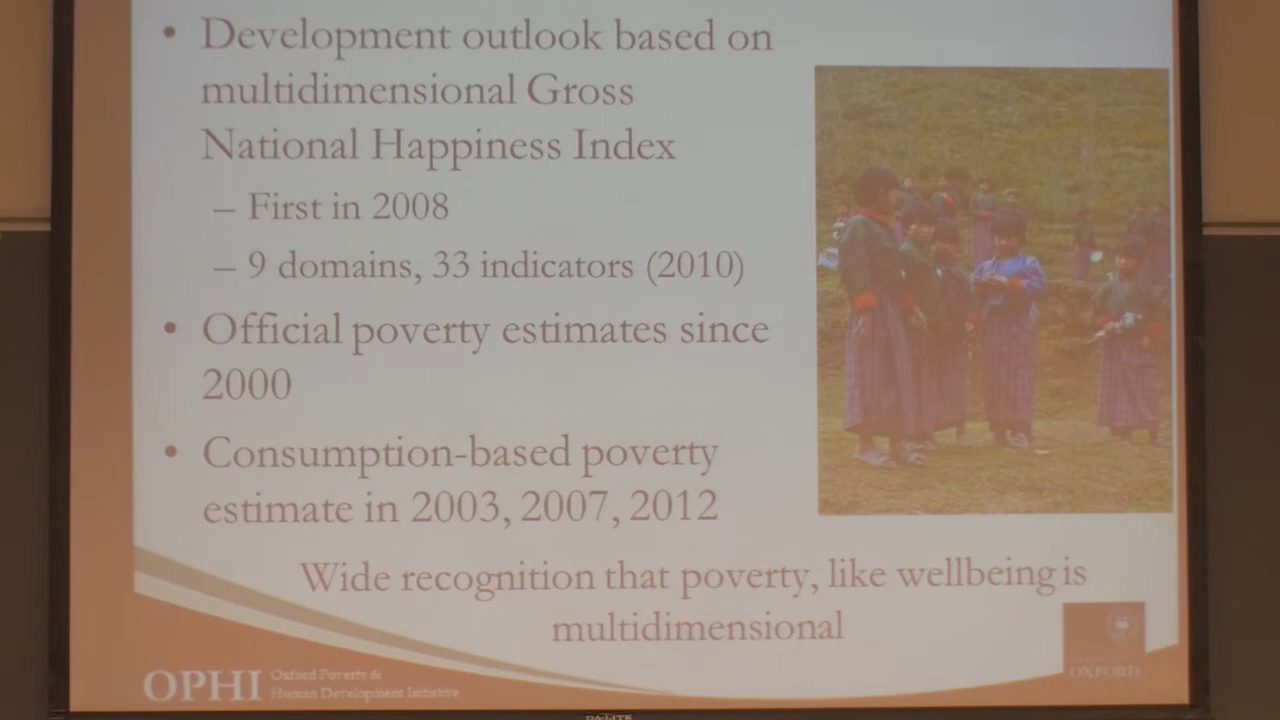 • Development outlook based on
multidimensional Gross
National Happiness Index
– First in 2008
– 9 domains, 33 indicators (2010)
• Official poverty estimates since
2000
• Consumption-based poverty
estimate in 2003, 2007, 2012
Wide recognition that poverty, like wellbeing is
multidimensional
OPHI
Oxford Poverty &
Human Development Initiative
OXFORD
DA-LITE